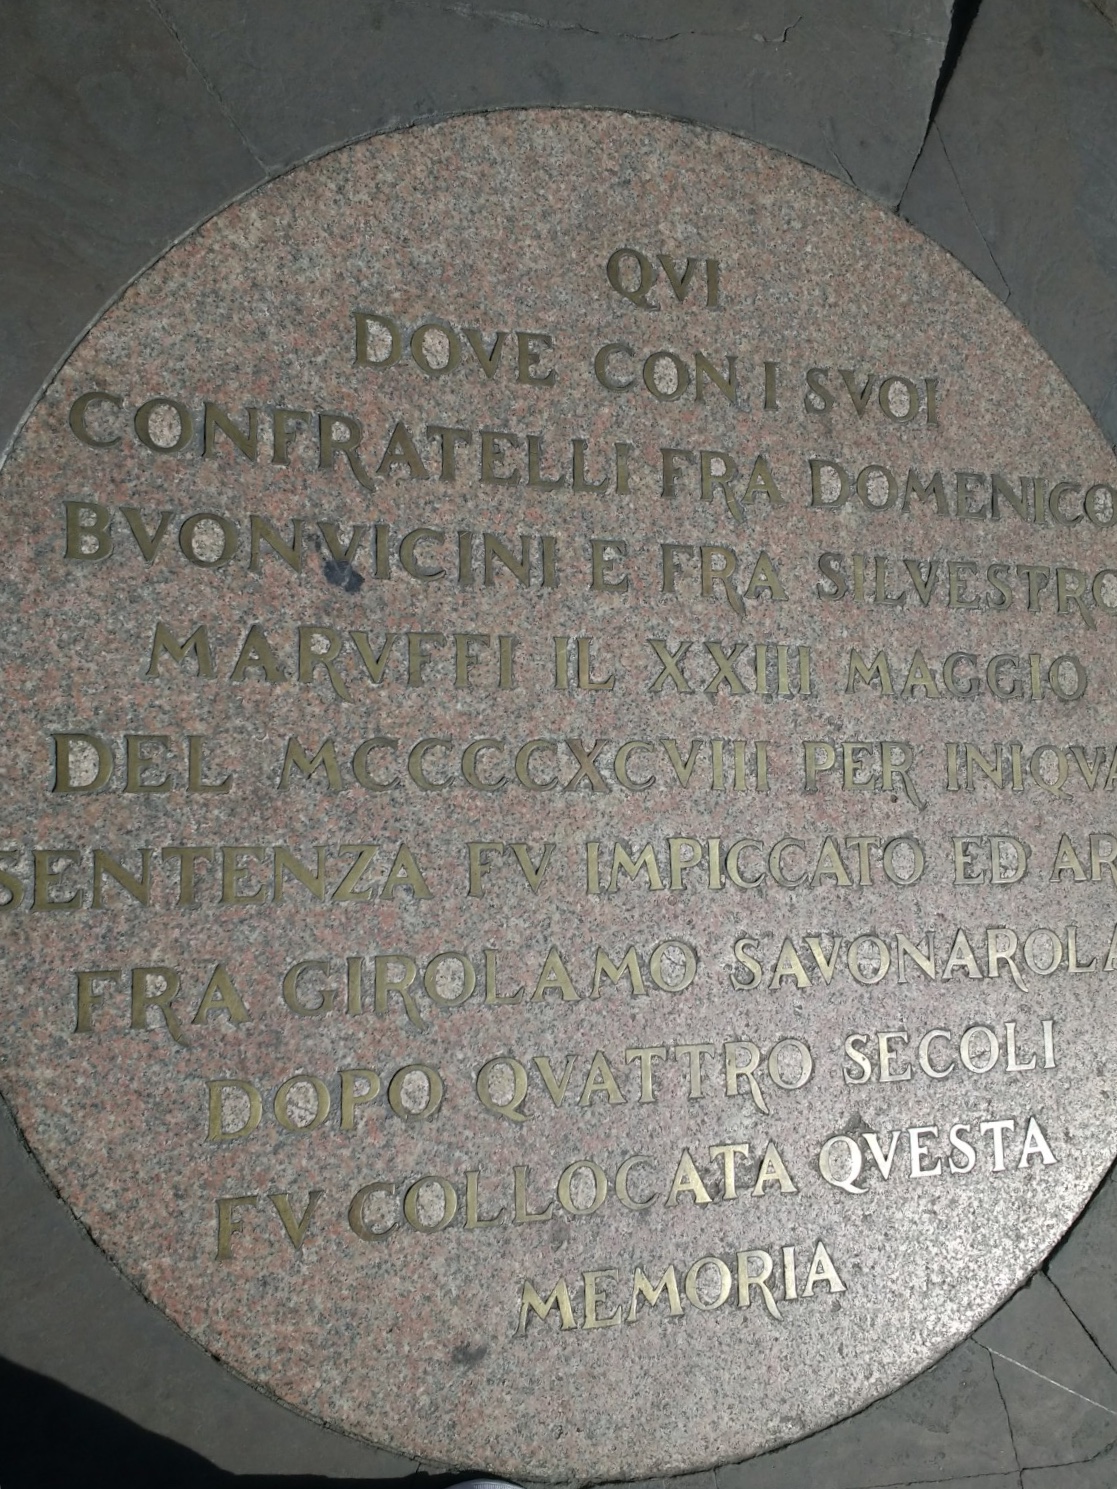 QVI
DOVE CON I SVOI
CONFRATELLI FRA DOMENICO
BVONVICINI E FRA SILVESTRO
MARVFFI IL XXIII MAGGIO
DEL MCCCCXCVIII PER INIQVA
SENTENZA FV IMPICCATO ED AR
FRA GIROLAMO SAVONAROLA
DOPO QVATTRO SECOLI
FV COLLOCATA QVESTA
MEMORIA